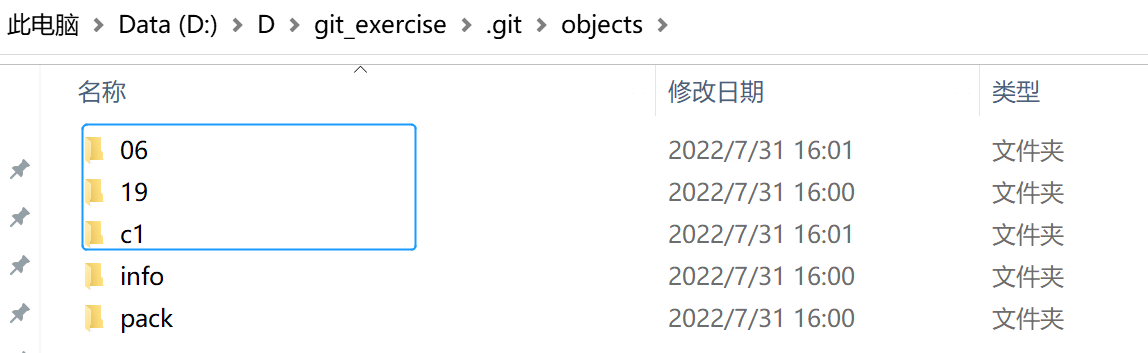 此电脑 > Data (D:) > D > git_exercise > .git > objects >
名称 修改日期 类型
06 2022/7/31 16:01 文件夹
19 2022/7/31 16:00 文件夹
c1 2022/7/31 16:01 文件夹
info 2022/7/31 16:00 文件夹
pack 2022/7/31 16:00 文件夹